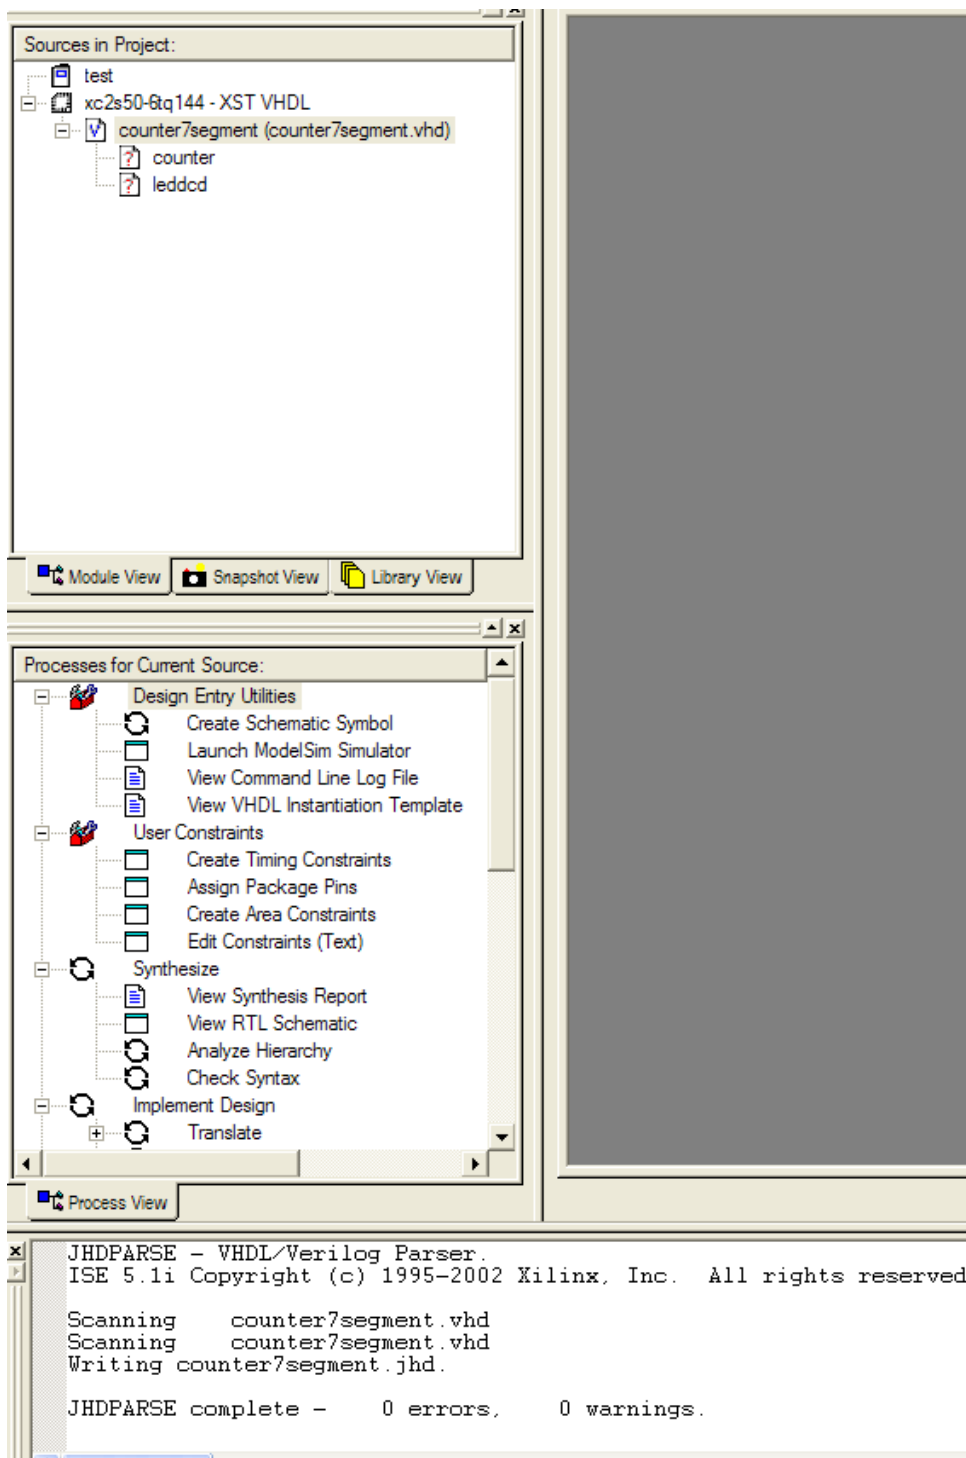 Sources in Project:
test
xc2s50-6tq144 - XST VHDL
counter7segment (counter7segment.vhd)
counter
leddcd
Module View Snapshot View Library View
Processes for Current Source:
Design Entry Utilities
Create Schematic Symbol
Launch ModelSim Simulator
View Command Line Log File
View VHDL Instantiation Template
User Constraints
Create Timing Constraints
Assign Package Pins
Create Area Constraints
Edit Constraints (Text)
Synthesize
View Synthesis Report
View RTL Schematic
Analyze Hierarchy
Check Syntax
Implement Design
Translate
Process View
JHDPARSE - VHDL/Verilog Parser.
ISE 5.1i Copyright (c) 1995-2002 Xilinx, Inc. All rights reserved
Scanning counter7segment.vhd
Scanning counter7segment.vhd
Writing counter7segment.jhd.
JHDPARSE complete - 0 errors, 0 warnings.